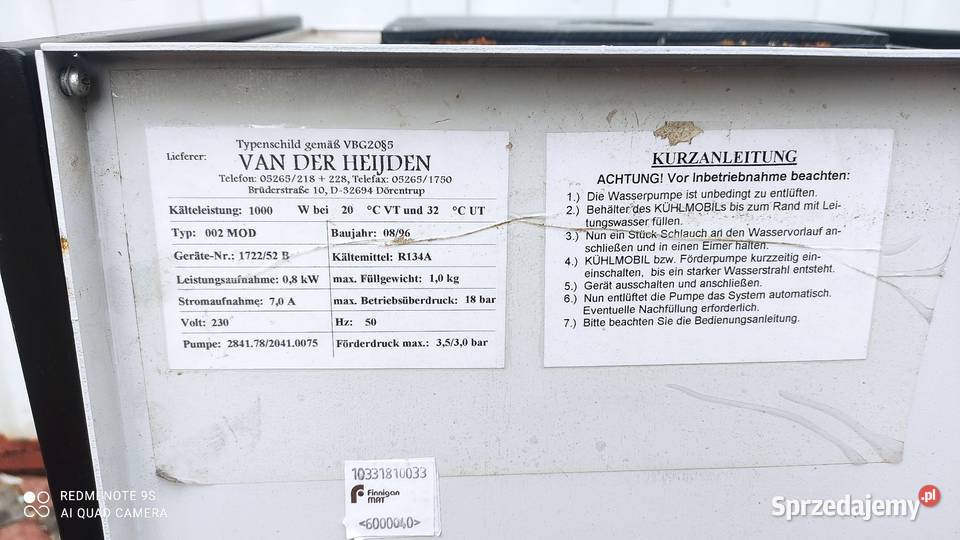 Typenschild gemäß VBG20§5
Lieferer: VAN DER HEIJDEN
Telefon: 05265/218 + 228, Telefax: 05265/1750
Brüderstraße 10, D-32694 Dörentrup
Kälteleistung: 1000 W bei 20 °C VT und 32 °C UT
Typ: 002 MOD Baujahr: 08/96
Geräte-Nr.: 1722/52 B Kältemittel: R134A
Leistungsaufnahme: 0,8 kW max. Füllgewicht: 1,0 kg
Stromaufnahme: 7,0 A max. Betriebsüberdruck: 18 bar
Volt: 230 Hz: 50
Pumpe: 2841.78/2041.0075 Förderdruck max.: 3,5/3,0 bar
KURZANLEITUNG
ACHTUNG! Vor Inbetriebnahme beachten:
1.) Die Wasserpumpe ist unbedingt zu entlüften.
2.) Behälter des KÜHLMOBILs bis zum Rand mit Lei-
tungswasser füllen.
3.) Nun ein Stück Schlauch an den Wasservorlauf an-
schließen und in einen Eimer halten.
4.) KÜHLMOBIL bzw. Förderpumpe kurzzeitig ein-
einschalten, bis ein starker Wasserstrahl entsteht.
5.) Gerät ausschalten und anschließen.
6.) Nun entlüftet die Pumpe das System automatisch.
Eventuelle Nachfüllung erforderlich.
7.) Bitte beachten Sie die Bedienungsanleitung.
10331810033
Finnigan
MAT
<6000040>
REDMI NOTE 9S
AI QUAD CAMERA
Sprzedajemy.pl